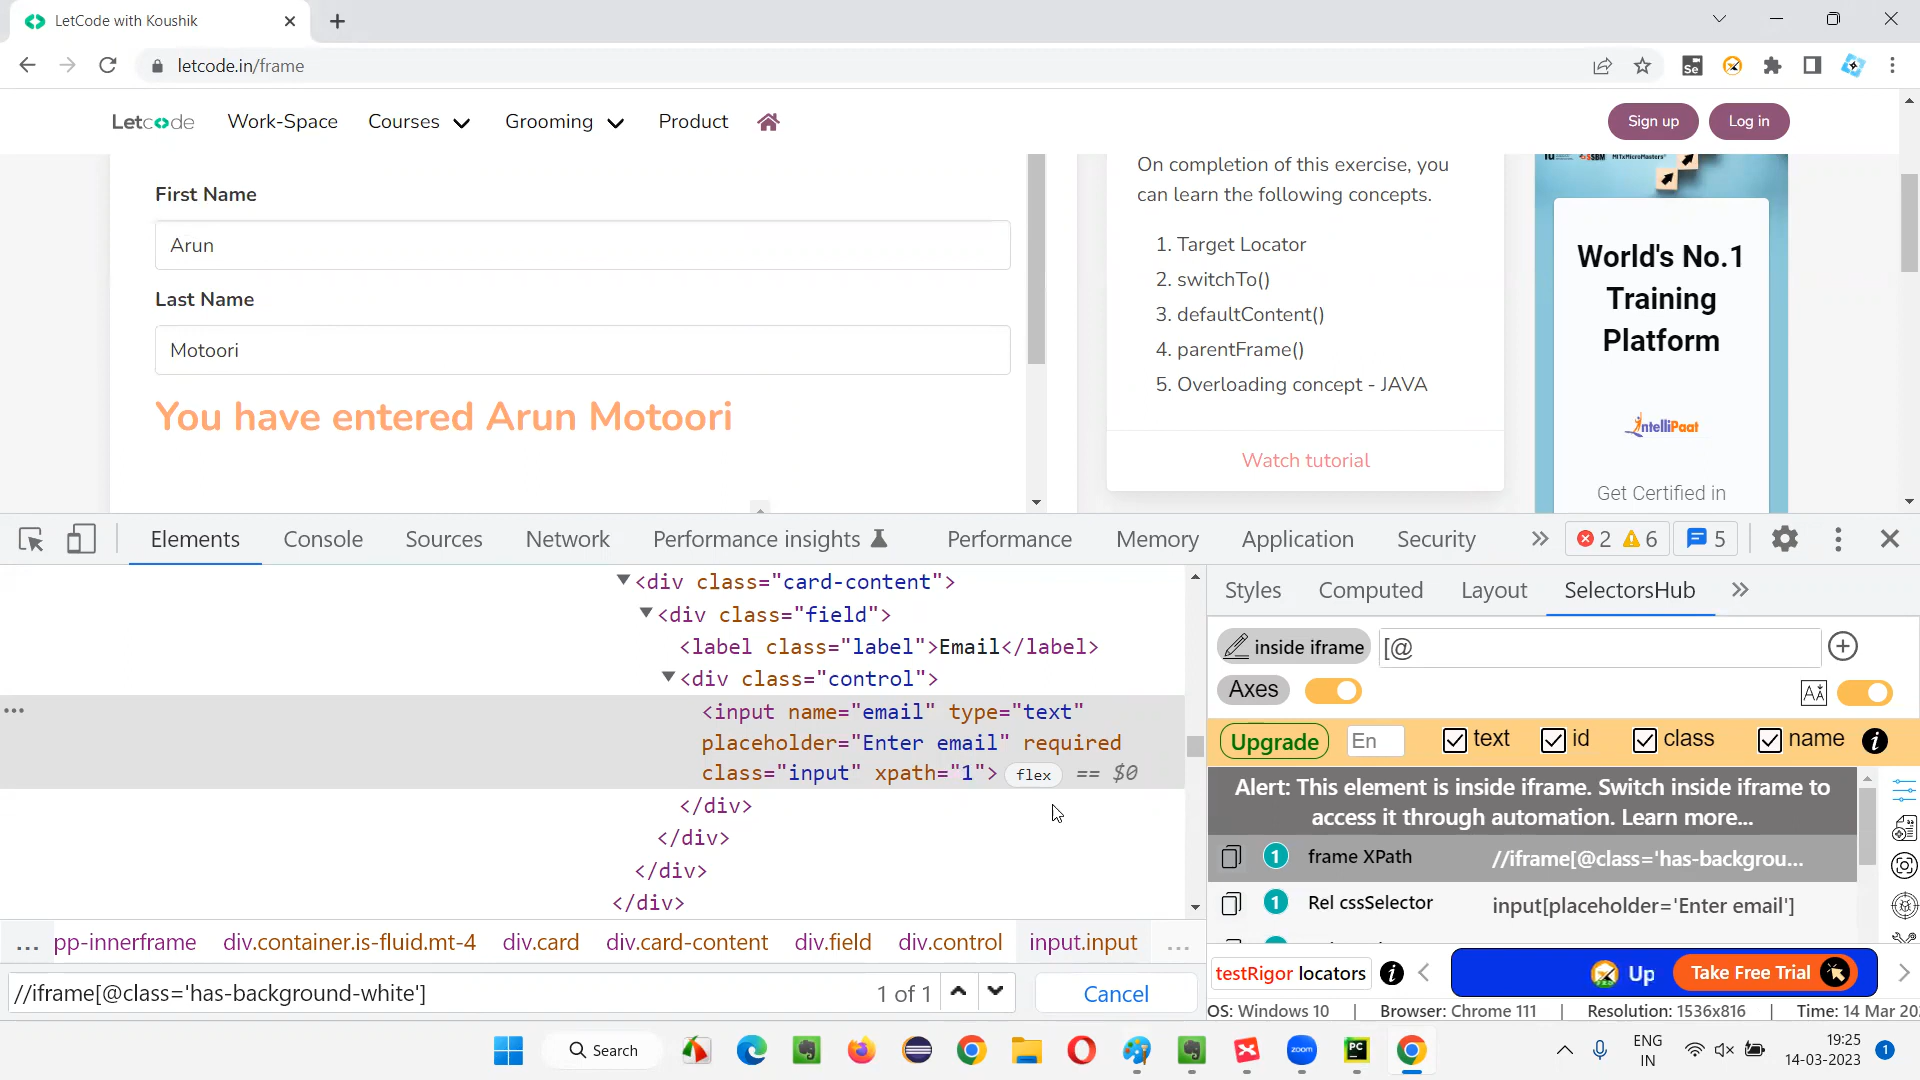 LetCode with Koushik
letcode.in/frame
Letcode
Work-Space
Courses
Grooming
Product
Sign up
Log in
First Name
Arun
Last Name
Motoori
You have entered Arun Motoori
On completion of this exercise, you
can learn the following concepts.
1. Target Locator
2. switchTo()
3. defaultContent()
4. parentFrame()
5. Overloading concept - JAVA
Watch tutorial
SSBM MITxMicroMasters
World's No.1
Training
Platform
IntelliPaat
Get Certified in
Elements
Console
Sources
Network
Performance insights
Performance
Memory
Application
Security
2
6
5
<div class="card-content">
<div class="field">
<label class="label">Email</label>
<div class="control">
<input name="email" type="text"
placeholder="Enter email" required
class="input" xpath="1"> flex == $0
</div>
</div>
</div>
</div>
... pp-innerframe div.container.is-fluid.mt-4 div.card div.card-content div.field div.control input.input ...
//iframe[@class='has-background-white']
1 of 1
Cancel
Styles
Computed
Layout
SelectorsHub
inside iframe
[@
Axes
Upgrade
En
text
id
class
name
Alert: This element is inside iframe. Switch inside iframe to
access it through automation. Learn more...
1 frame XPath //iframe[@class='has-backgrou...
1 Rel cssSelector input[placeholder='Enter email']
testRigor locators
Up
Take Free Trial
OS: Windows 10 | Browser: Chrome 111 | Resolution: 1536x816 | Time: 14 Mar 20
Search
zoom
PC
ENG
IN
19:25
14-03-2023
1